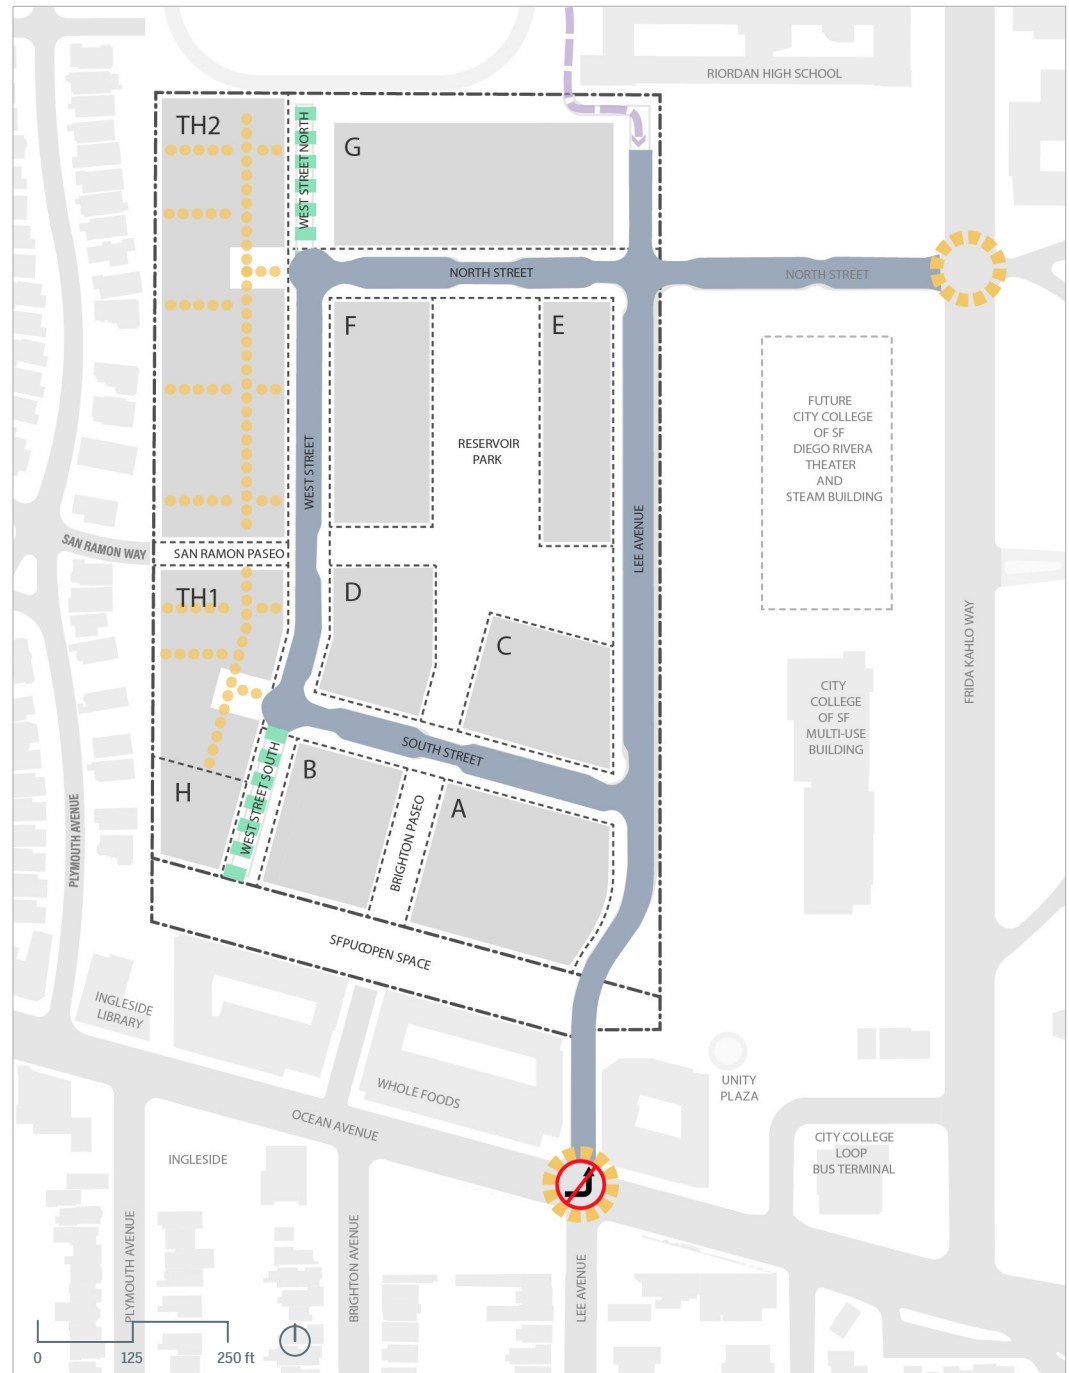 RIORDAN HIGH SCHOOL
TH2
WEST STREET NORTH
G
NORTH STREET
NORTH STREET
F
E
RESERVOIR
PARK
WEST STREET
LEE AVENUE
FUTURE
CITY COLLEGE
OF SF
DIEGO RIVERA
THEATER
AND
STEAM BUILDING
SAN RAMON WAY
SAN RAMON PASEO
TH1
D
C
FRIDA KAHLO WAY
CITY
COLLEGE
OF SF
MULTI-USE
BUILDING
SOUTH STREET
H
WEST STREET SOUTH
B
BRIGHTON PASEO
A
PLYMOUTH AVENUE
SFPUC OPEN SPACE
INGLESIDE
LIBRARY
WHOLE FOODS
UNITY
PLAZA
OCEAN AVENUE
INGLESIDE
CITY COLLEGE
LOOP
BUS TERMINAL
PLYMOUTH AVENUE
BRIGHTON AVENUE
LEE AVENUE
0
125
250 ft